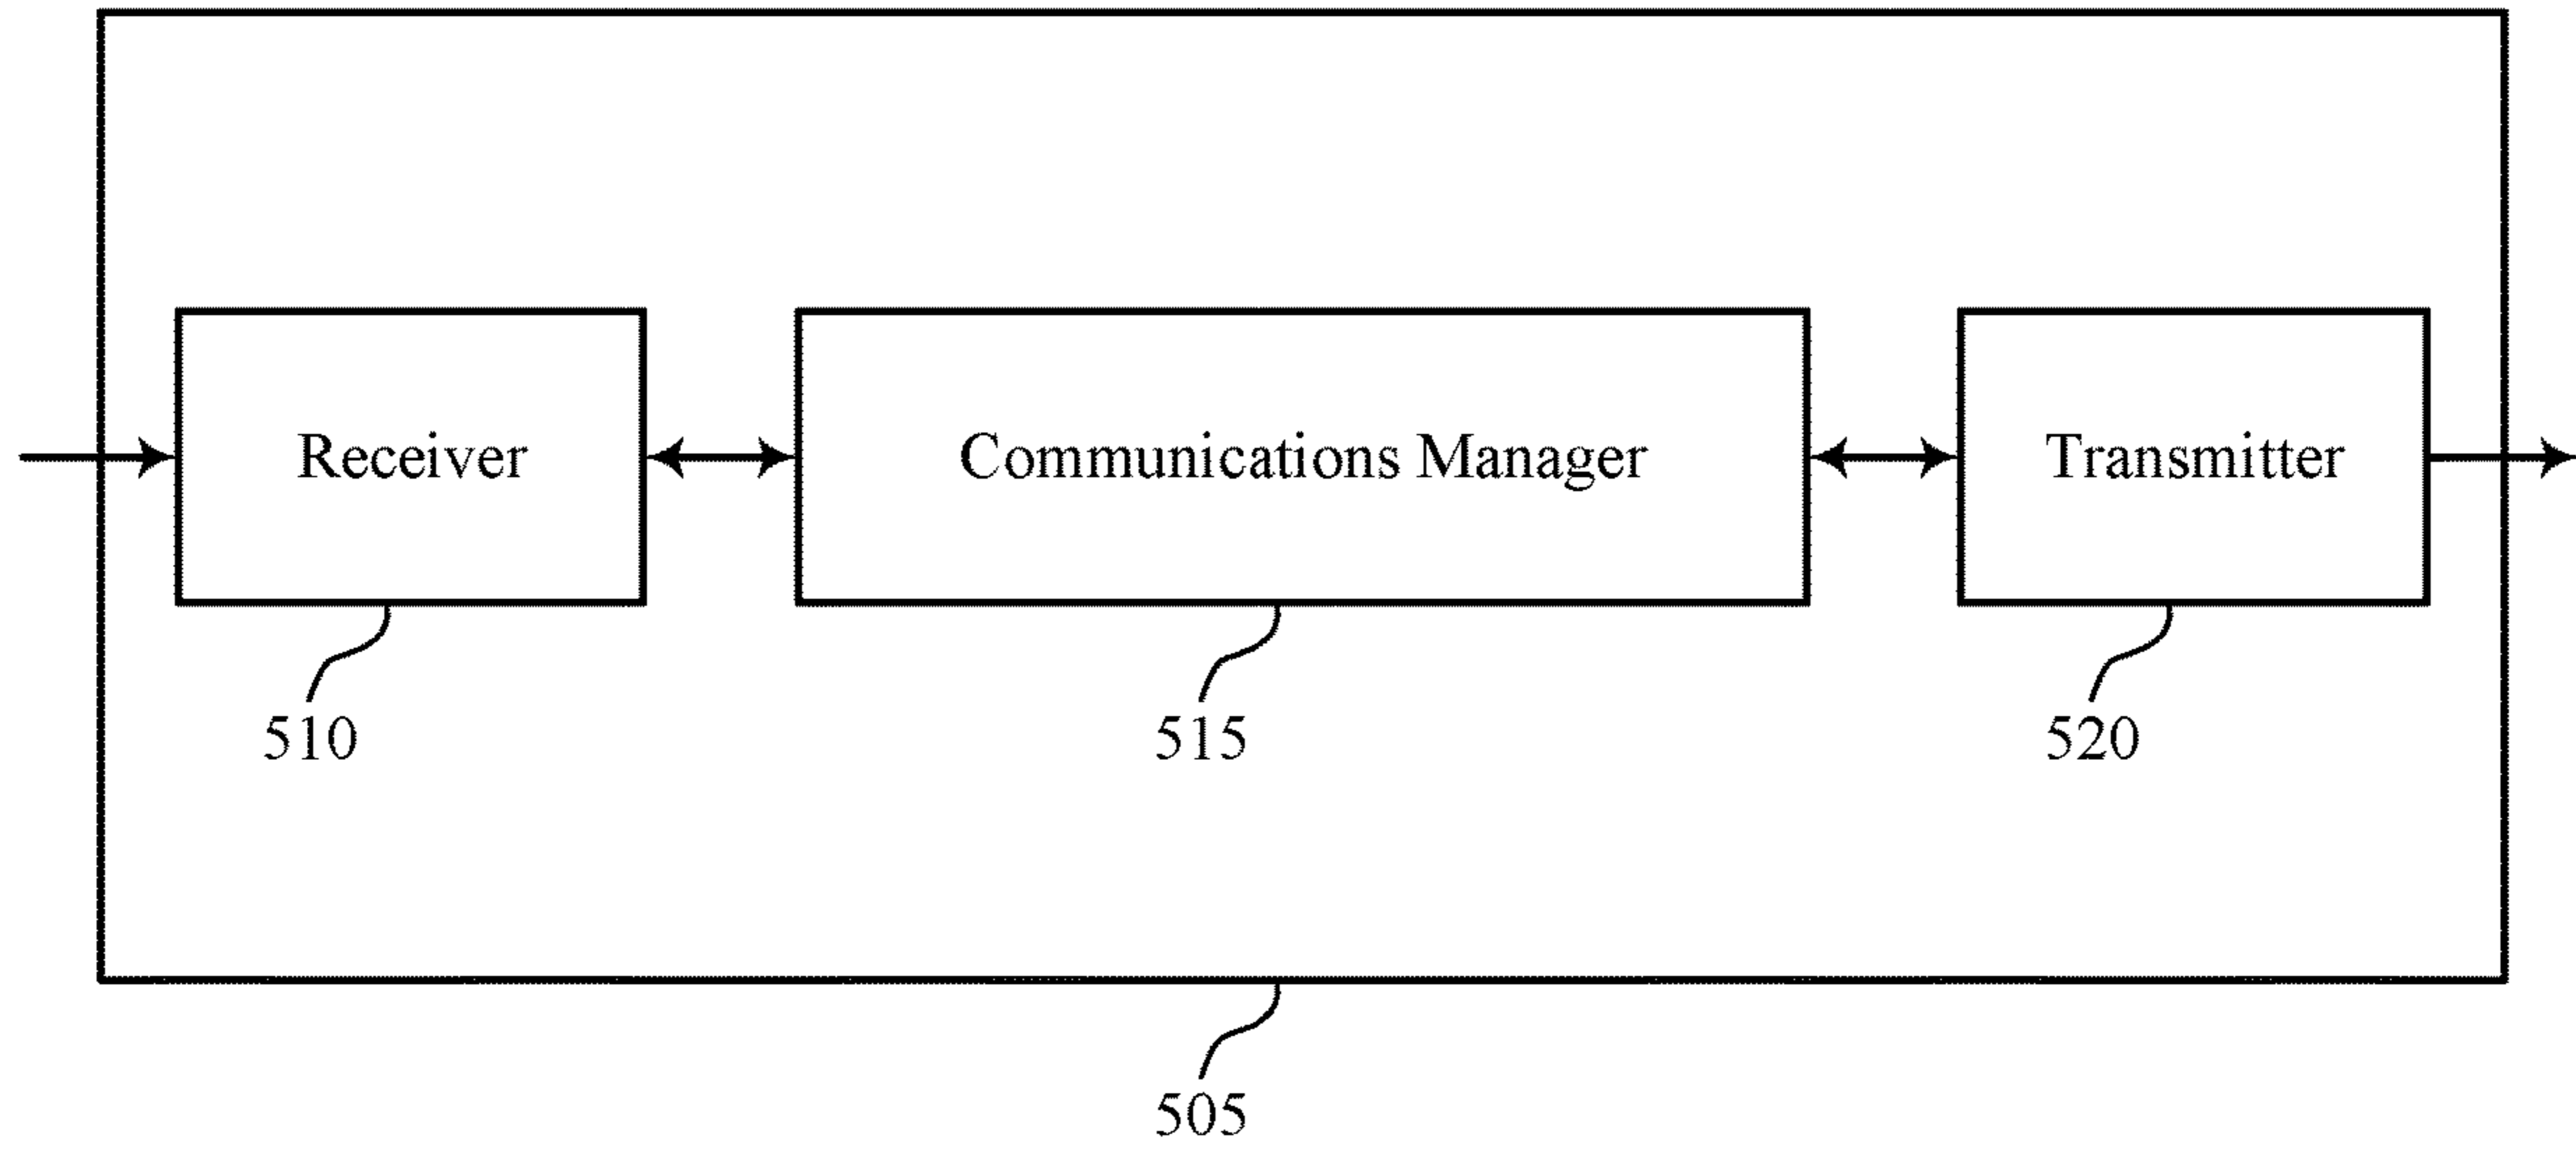 Receiver
Communications Manager
Transmitter
510
515
520
505